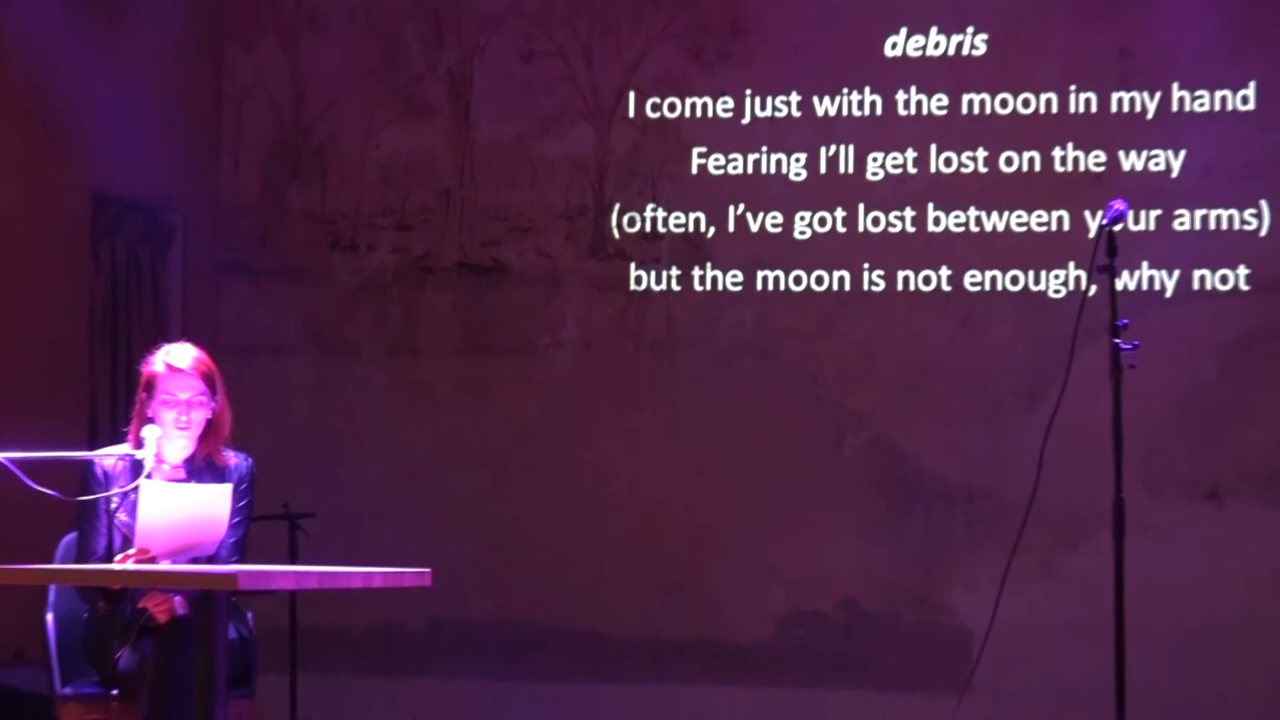 debris
I come just with the moon in my hand
Fearing I’ll get lost on the way
(often, I’ve got lost between your arms)
but the moon is not enough, why not